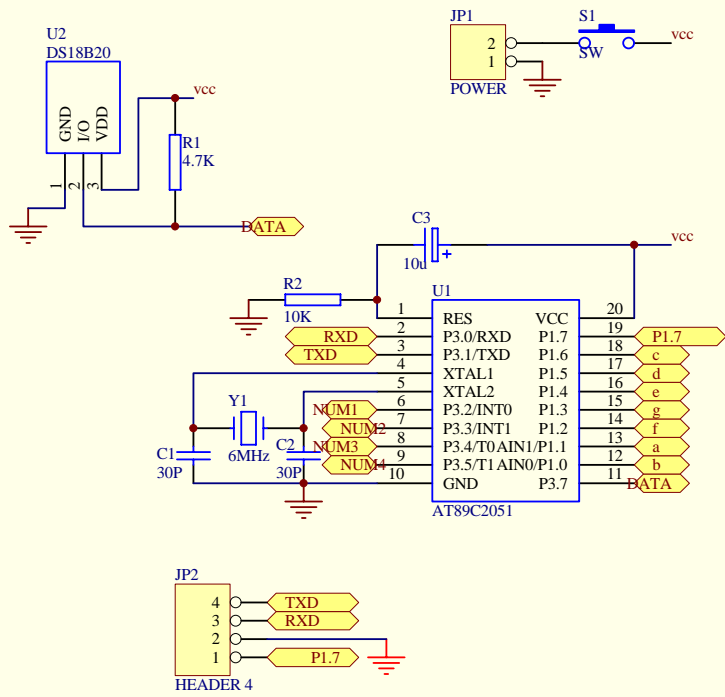 U2
DS18B20
GND
I/O
VDD
1
2
3
vcc
R1
4.7K
DATA
JP1
2
1
POWER
S1
SW
vcc
C3
10u
vcc
R2
10K
U1
1 RES VCC 20
RXD 2 P3.0/RXD P1.7 19 P1.7
TXD 3 P3.1/TXD P1.6 18 c
4 XTAL1 P1.5 17 d
5 XTAL2 P1.4 16 e
NUM1 6 P3.2/INT0 P1.3 15 g
NUM2 7 P3.3/INT1 P1.2 14 f
NUM3 8 P3.4/T0 AIN1/P1.1 13 a
NUM4 9 P3.5/T1 AIN0/P1.0 12 b
10 GND P3.7 11 DATA
AT89C2051
Y1
6MHz
C1
30P
C2
30P
JP2
4 TXD
3 RXD
2
1 P1.7
HEADER 4